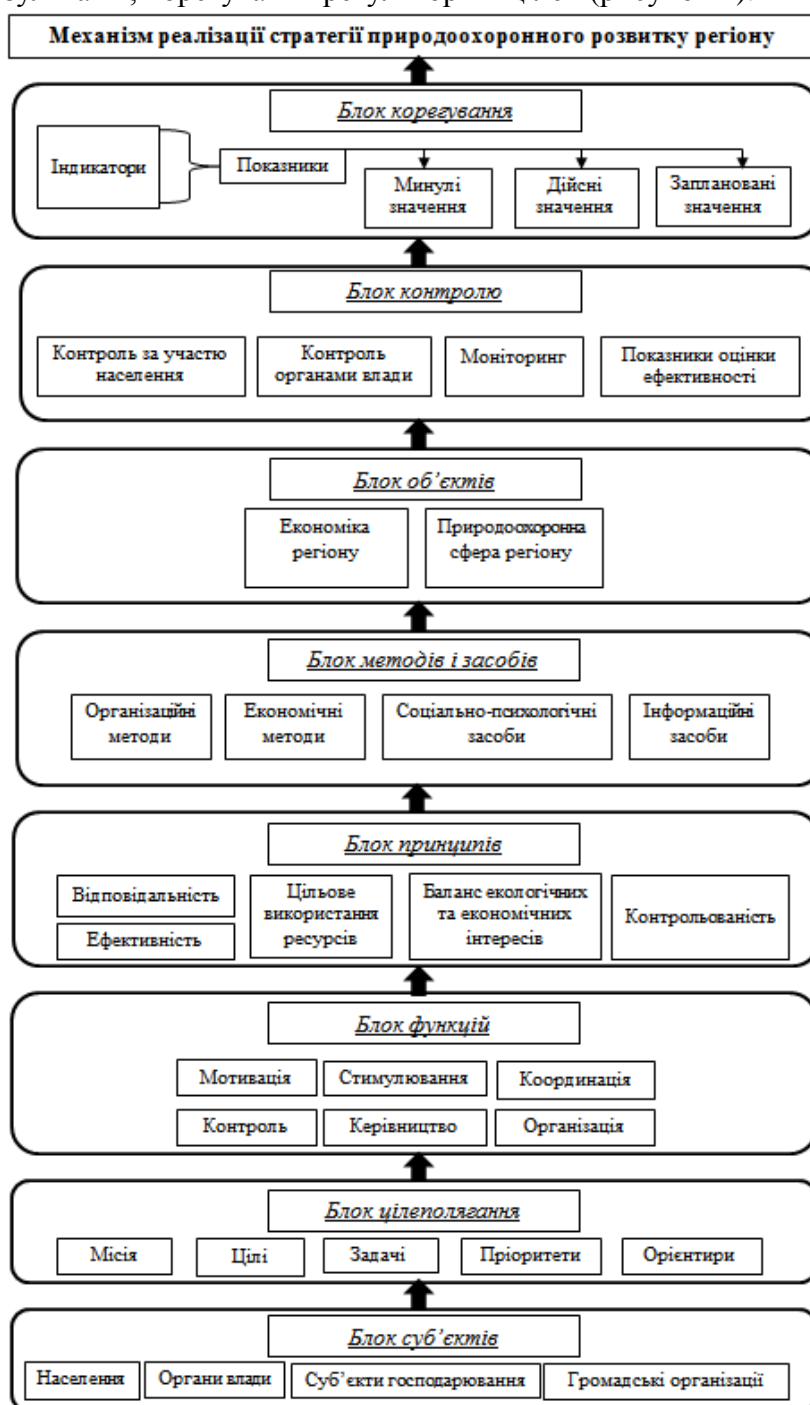 Механізм реалізації стратегії природоохоронного розвитку регіону
Блок корегування
Індикатори
Показники
Минулі
значення
Дійсні
значення
Заплановані
значення
Блок контролю
Контроль за участю
населення
Контроль
органами влади
Моніторинг
Показники оцінки
ефективності
Блок об’єктів
Економіка
регіону
Природоохоронна
сфера регіону
Блок методів і засобів
Організаційні
методи
Економічні
методи
Соціально-психологічні
засоби
Інформаційні
засоби
Блок принципів
Відповідальність
Ефективність
Цільове
використання
ресурсів
Баланс екологічних
та економічних
інтересів
Контрольованість
Блок функцій
Мотивація
Стимулювання
Координація
Контроль
Керівництво
Організація
Блок цілеполягання
Місія
Цілі
Задачі
Пріоритети
Орієнтири
Блок суб’єктів
Населення
Органи влади
Суб’єкти господарювання
Громадські організації